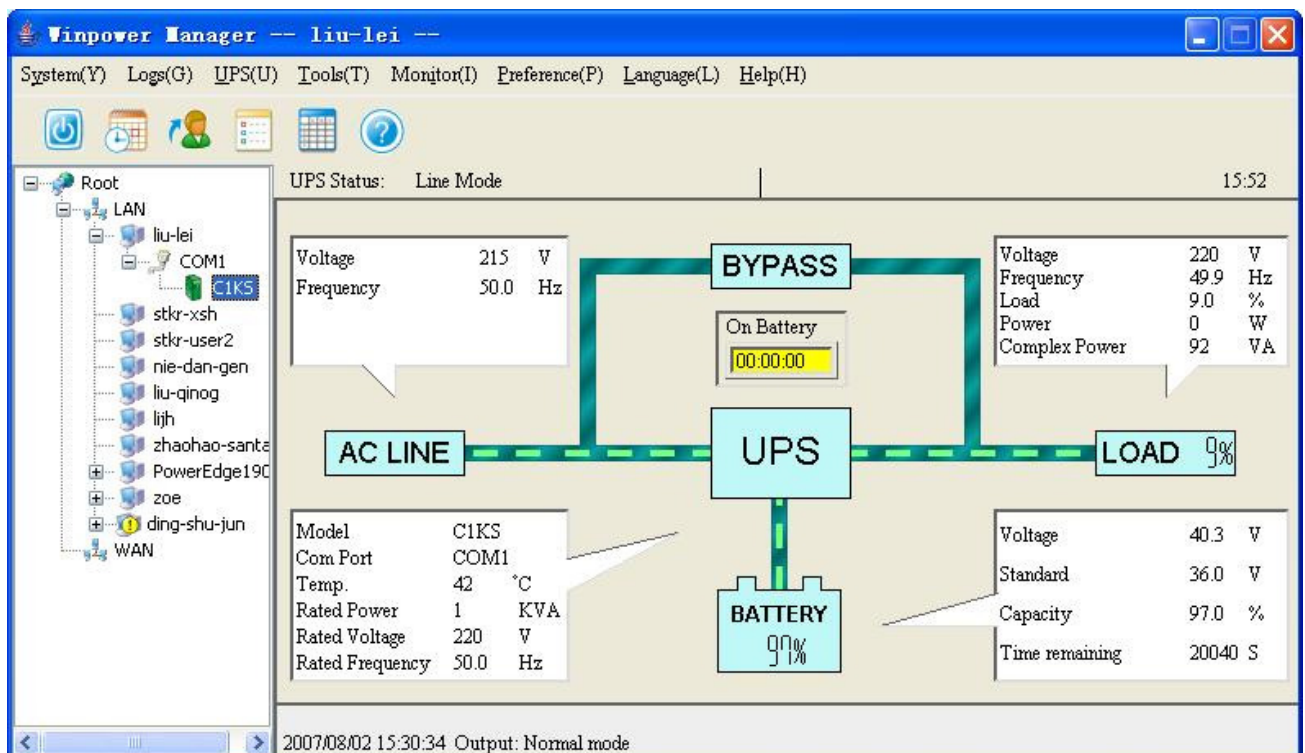 Winpower Manager -- liu-lei --
System(Y) Logs(G) UPS(U) Tools(T) Monitor(I) Preference(P) Language(L) Help(H)
Root
LAN
liu-lei
COM1
C1KS
stkr-xsh
stkr-user2
nie-dan-gen
liu-qinog
lijh
zhaohao-santa
PowerEdge190
zoe
ding-shu-jun
WAN
UPS Status: Line Mode 15:52
Voltage 215 V
Frequency 50.0 Hz
BYPASS
On Battery
00:00:00
Voltage 220 V
Frequency 49.9 Hz
Load 9.0 %
Power 0 W
Complex Power 92 VA
AC LINE
UPS
LOAD 9%
Model C1KS
Com Port COM1
Temp. 42 °C
Rated Power 1 KVA
Rated Voltage 220 V
Rated Frequency 50.0 Hz
BATTERY
97%
Voltage 40.3 V
Standard 36.0 V
Capacity 97.0 %
Time remaining 20040 S
2007/08/02 15:30:34 Output: Normal mode